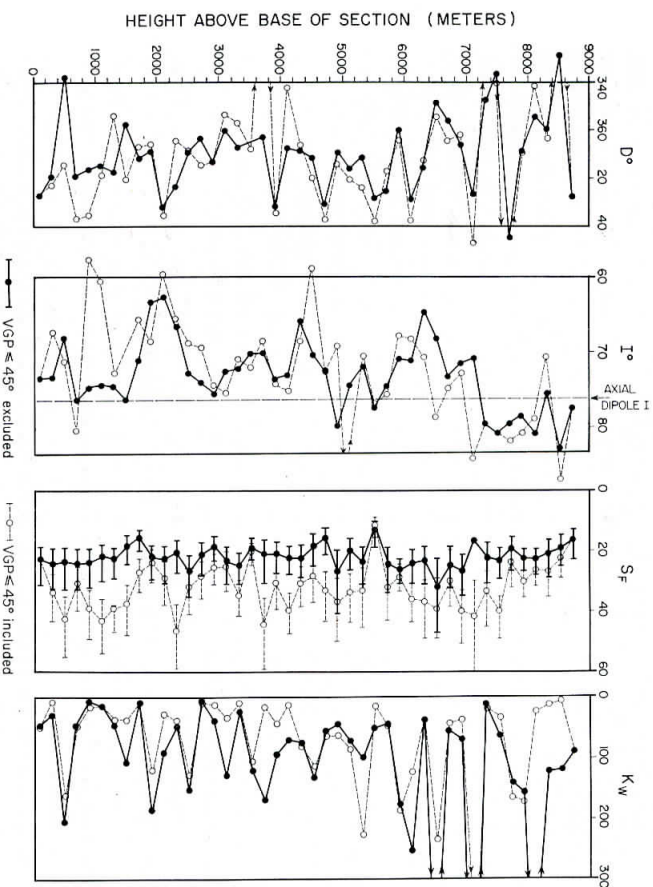 HEIGHT ABOVE BASE OF SECTION (METERS)
0 1000 2000 3000 4000 5000 6000 7000 8000 9000
340 360 20 40
D°
60 70 80
I°
AXIAL
DIPOLE I
0 20 40 60
S_F
0 100 200 300
K_W
VGP ≤ 45° excluded
VGP ≤ 45° included